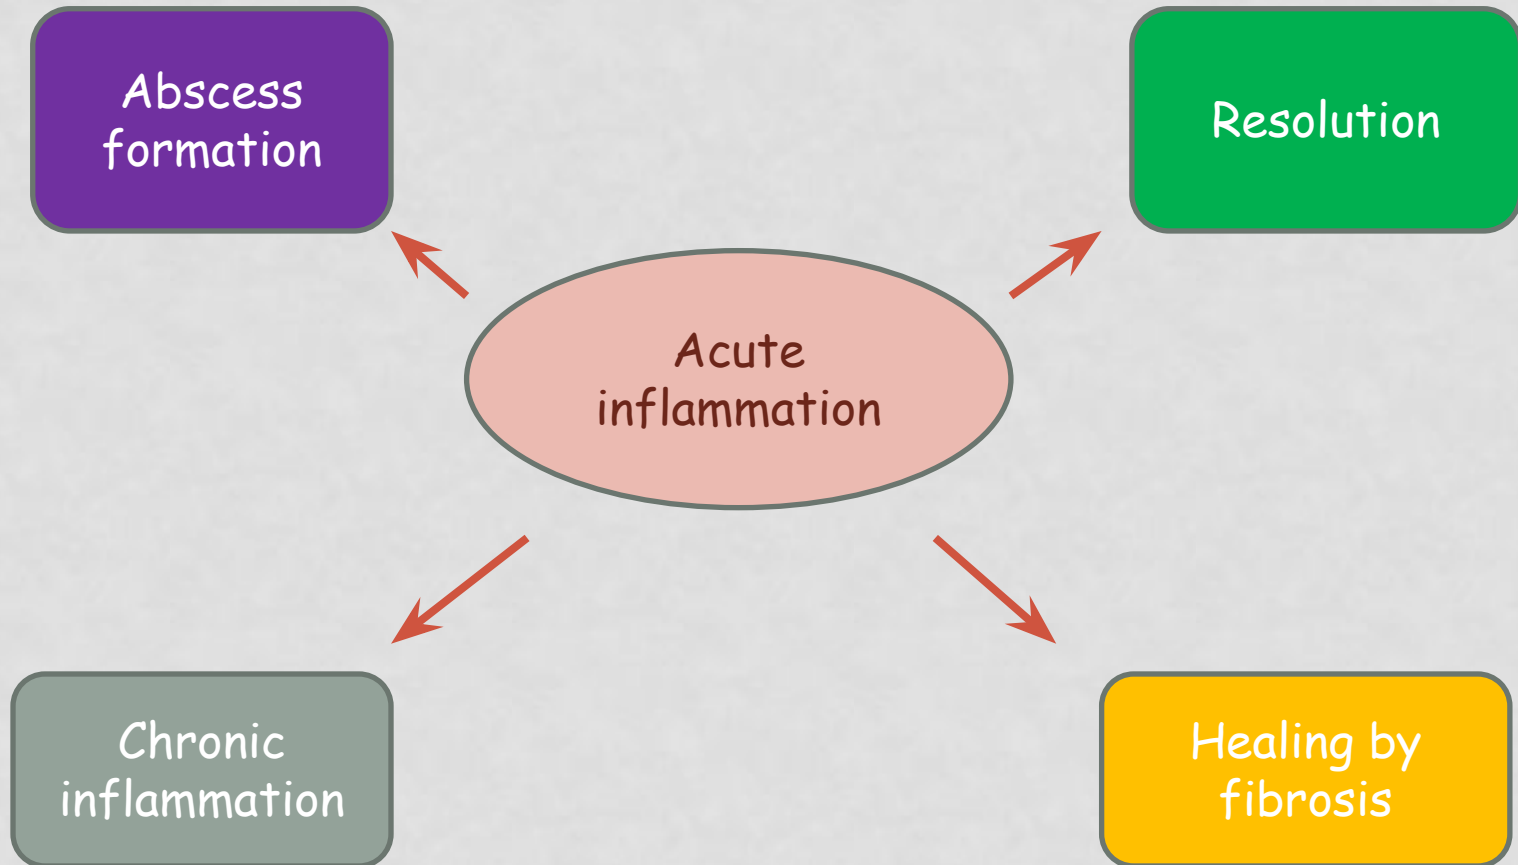 Abscess
formation
Resolution
Acute
inflammation
Chronic
inflammation
Healing by
fibrosis